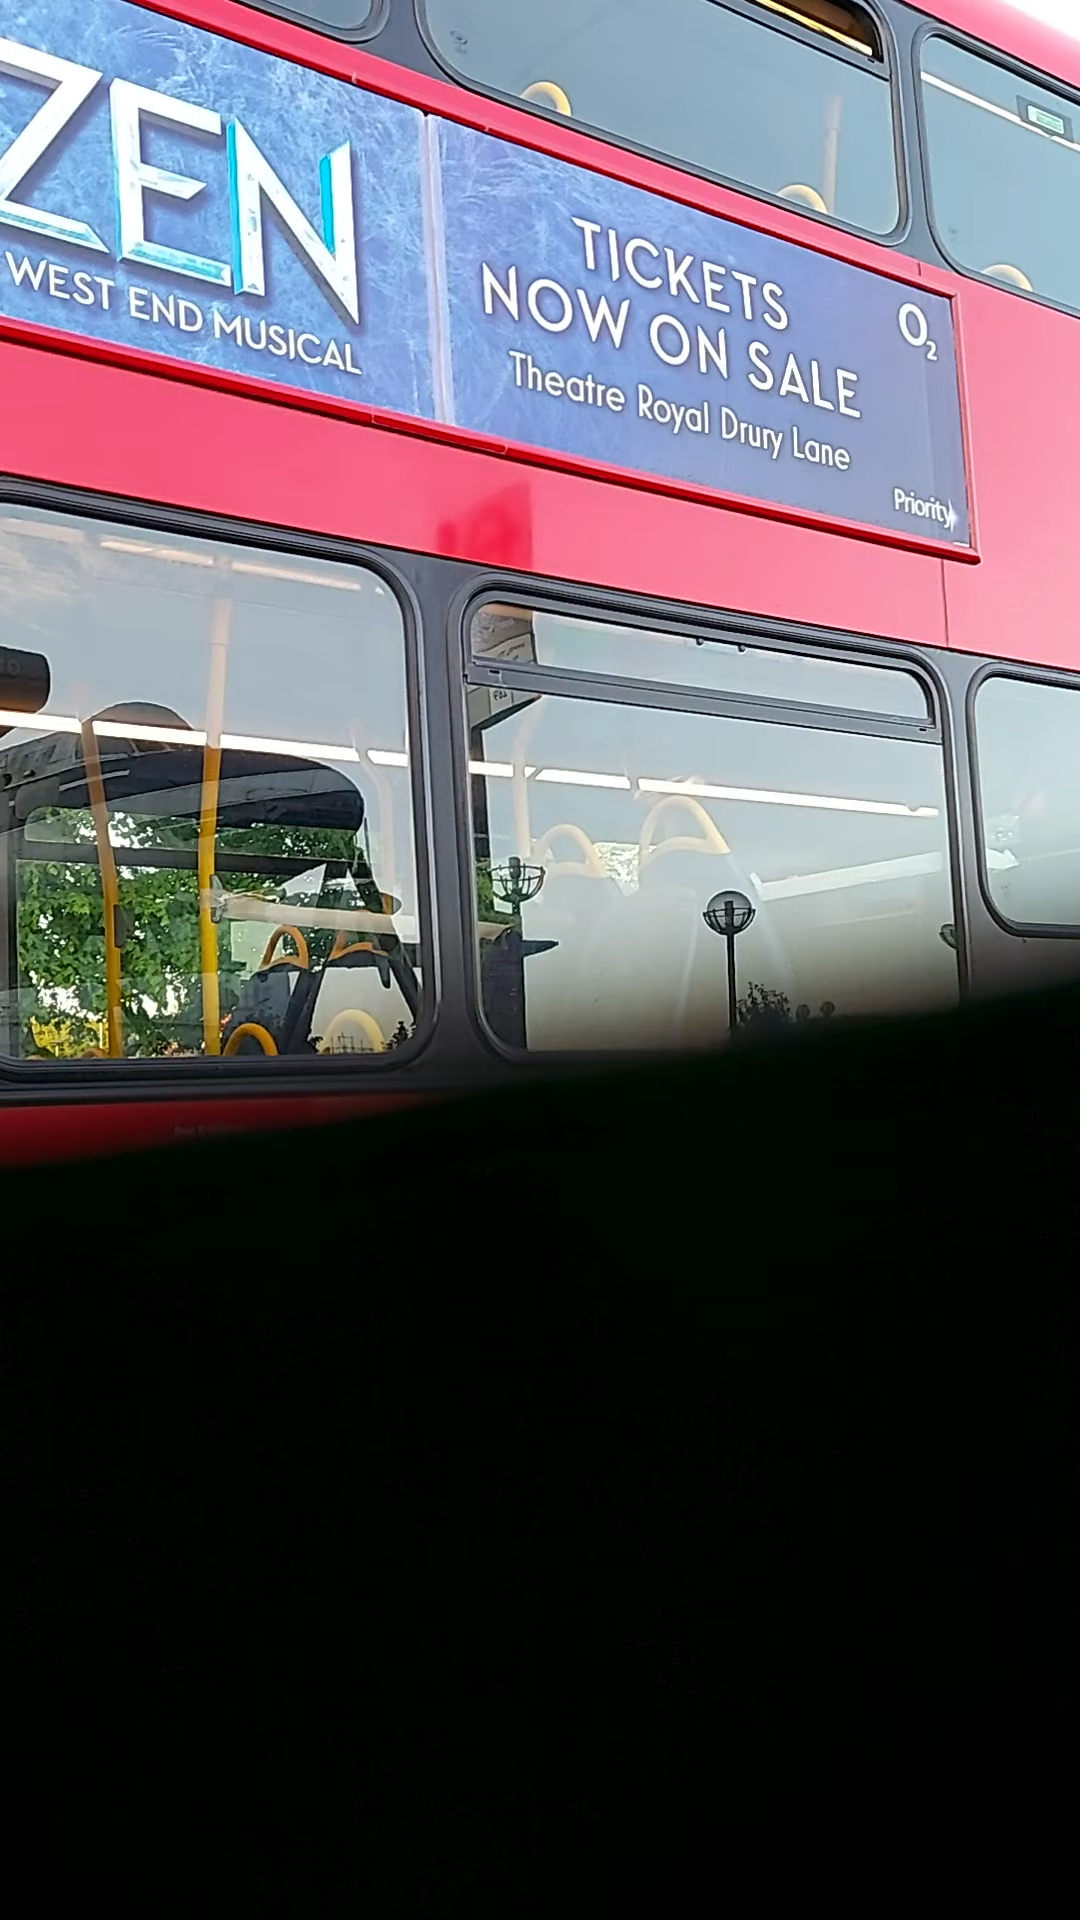 ZEN
WEST END MUSICAL
TICKETS
NOW ON SALE
Theatre Royal Drury Lane
O2
Priority